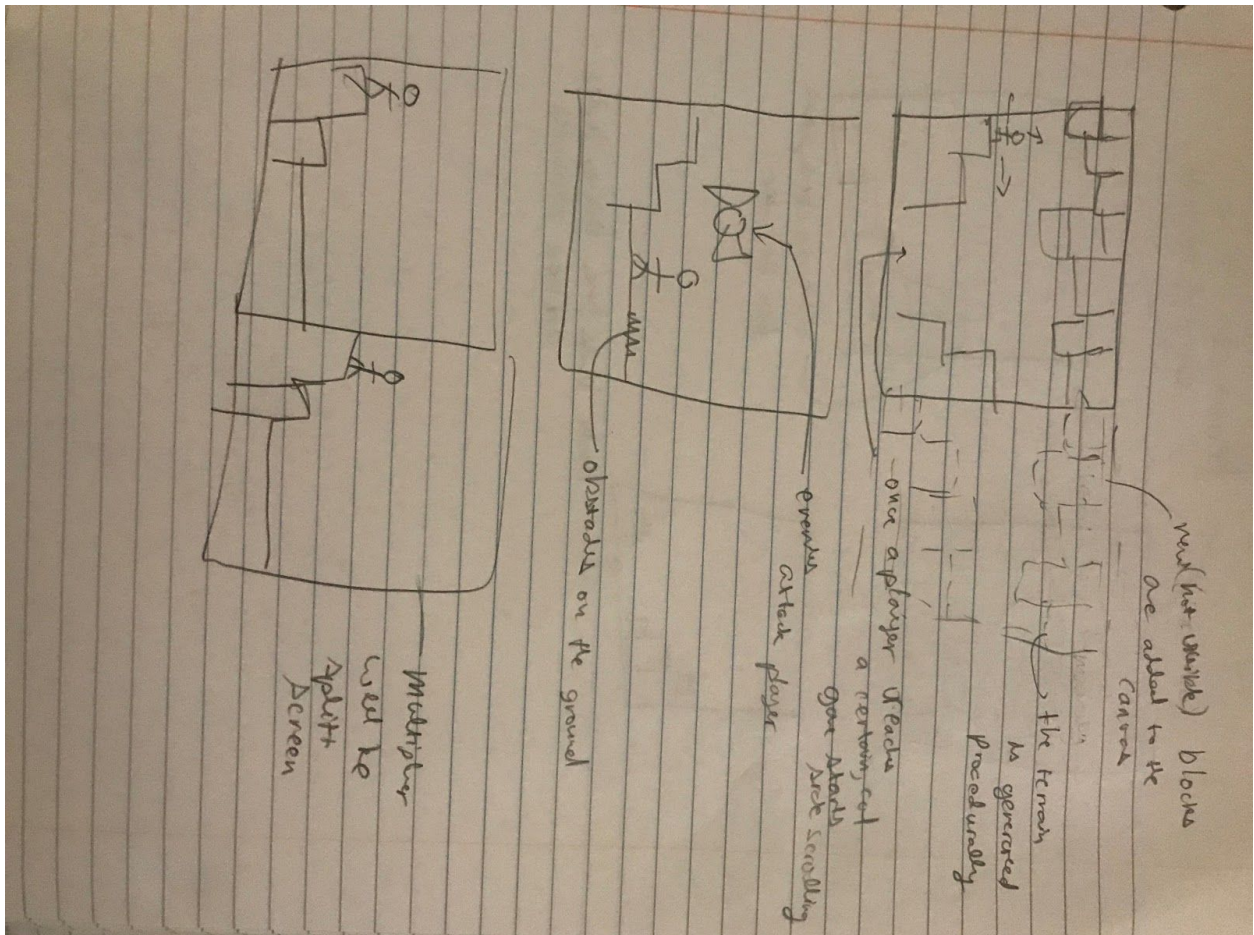 new (not visible) blocks
are added to the
canvas
the terrain
is generated
procedurally
- once a player reaches
a certain col
game starts
side scrolling
enemies
attack player
obstacles on the ground
multiplayer
will be
split
screen